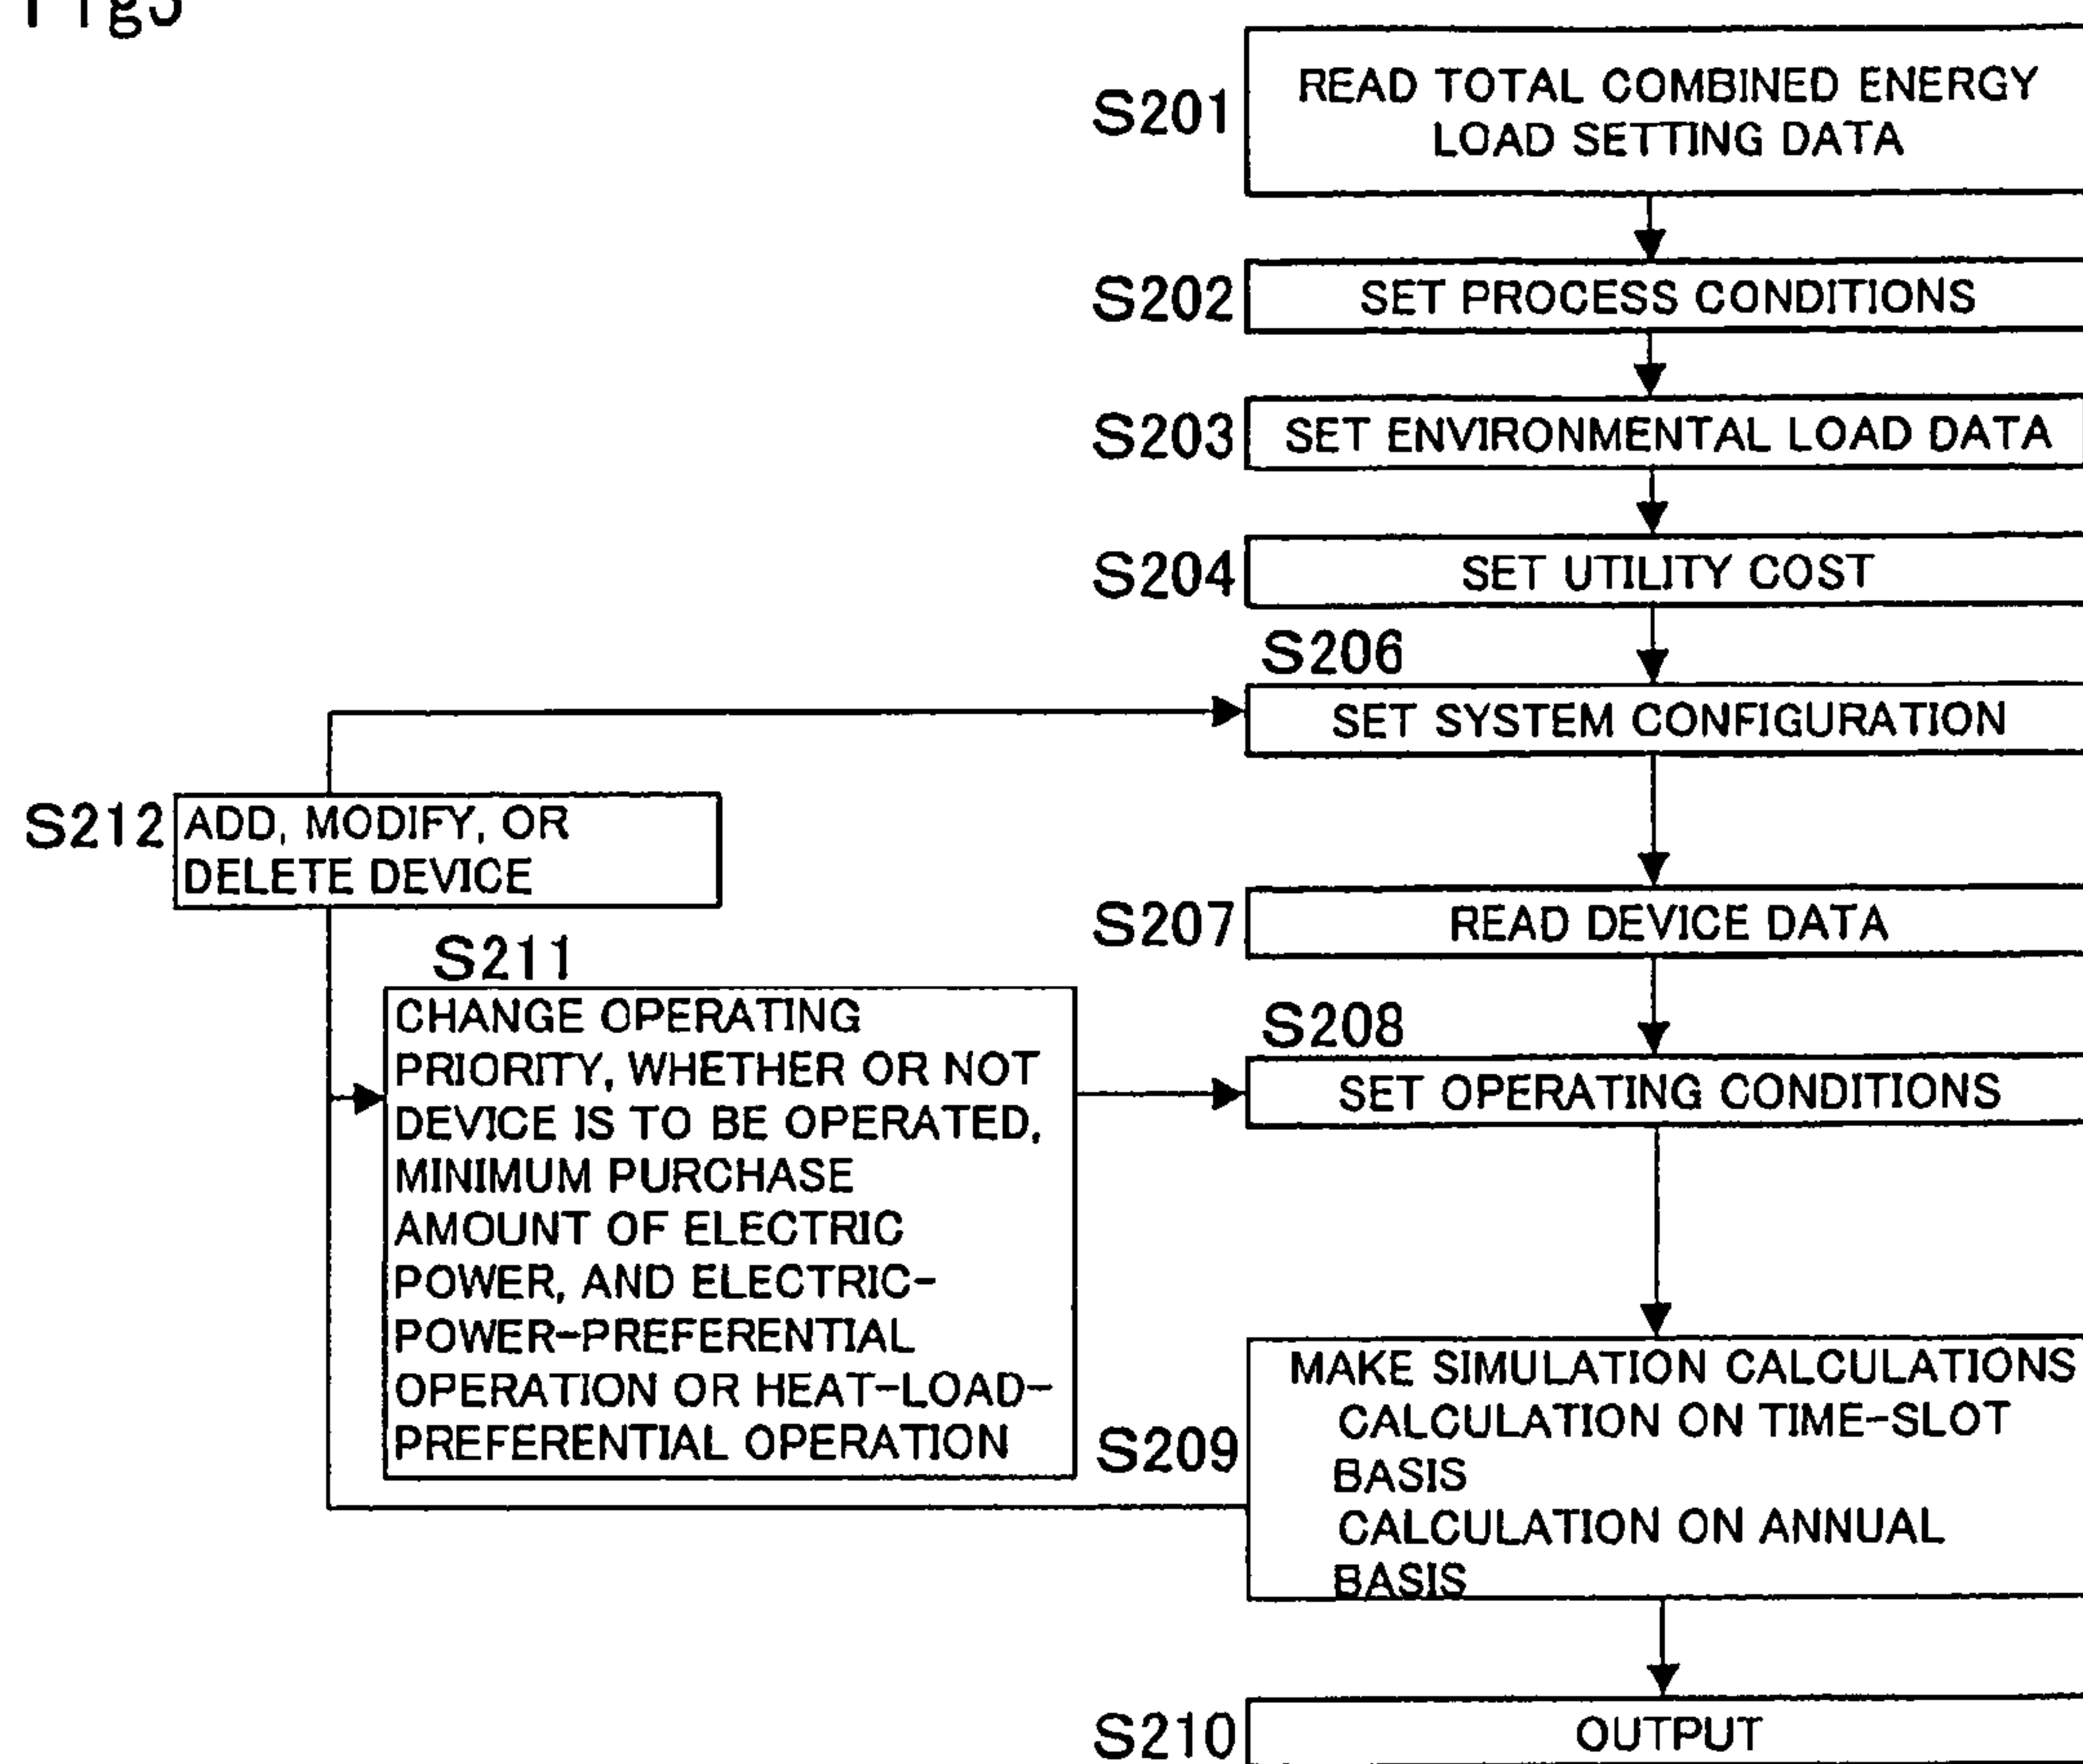 Fig3
S201
READ TOTAL COMBINED ENERGY
LOAD SETTING DATA
S202
SET PROCESS CONDITIONS
S203
SET ENVIRONMENTAL LOAD DATA
S204
SET UTILITY COST
S206
SET SYSTEM CONFIGURATION
S212
ADD, MODIFY, OR
DELETE DEVICE
S207
READ DEVICE DATA
S211
CHANGE OPERATING
PRIORITY, WHETHER OR NOT
DEVICE IS TO BE OPERATED,
MINIMUM PURCHASE
AMOUNT OF ELECTRIC
POWER, AND ELECTRIC-
POWER-PREFERENTIAL
OPERATION OR HEAT-LOAD-
PREFERENTIAL OPERATION
S208
SET OPERATING CONDITIONS
S209
MAKE SIMULATION CALCULATIONS
CALCULATION ON TIME-SLOT
BASIS
CALCULATION ON ANNUAL
BASIS
S210
OUTPUT